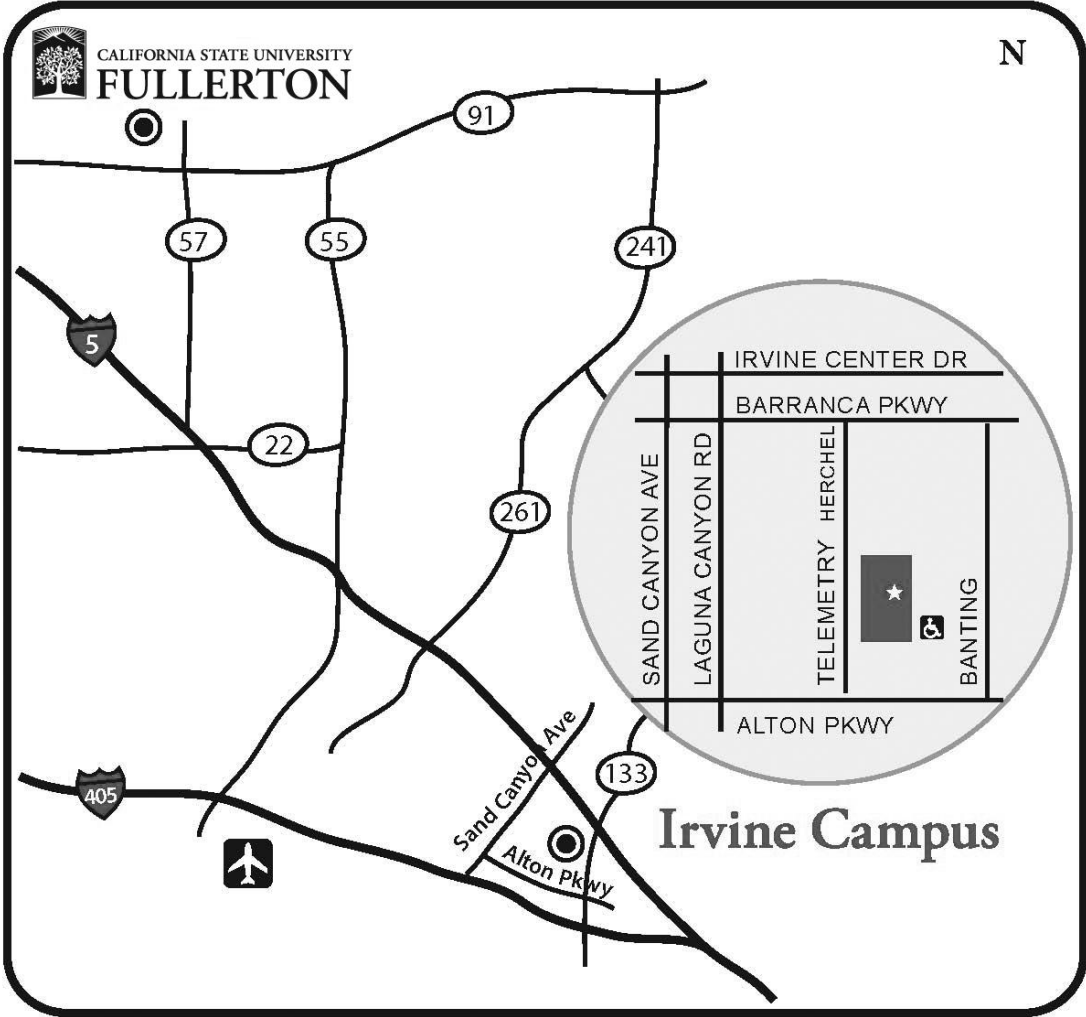 CALIFORNIA STATE UNIVERSITY
FULLERTON
N
91
57
55
241
5
22
261
IRVINE CENTER DR
BARRANCA PKWY
SAND CANYON AVE
LAGUNA CANYON RD
TELEMETRY
HERCHEL
BANTING
ALTON PKWY
Sand Canyon Ave
133
405
Alton Pkwy
Irvine Campus